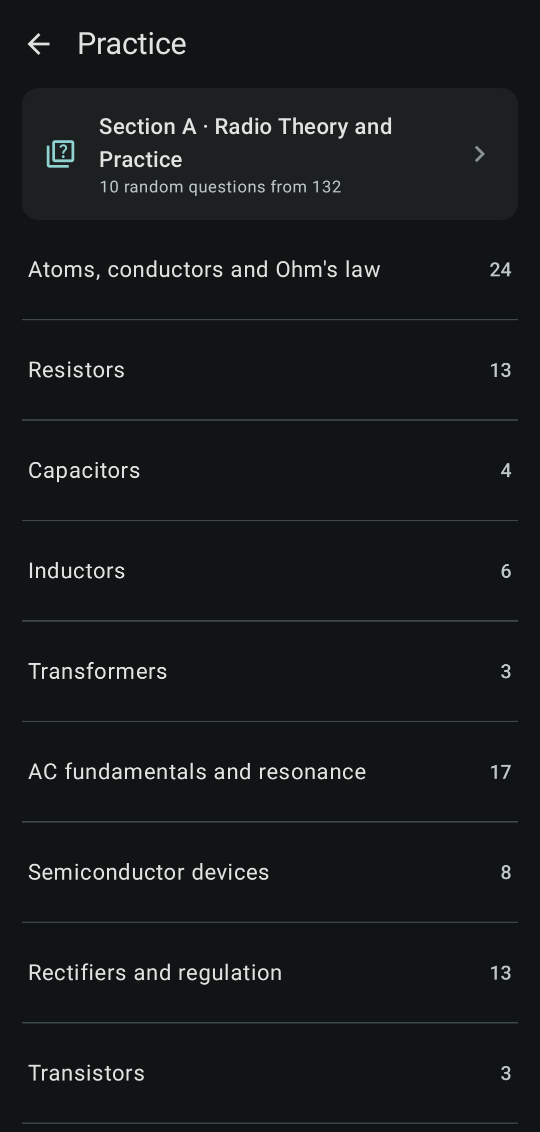 Practice
Section A · Radio Theory and
Practice
10 random questions from 132
Atoms, conductors and Ohm's law 24
Resistors 13
Capacitors 4
Inductors 6
Transformers 3
AC fundamentals and resonance 17
Semiconductor devices 8
Rectifiers and regulation 13
Transistors 3